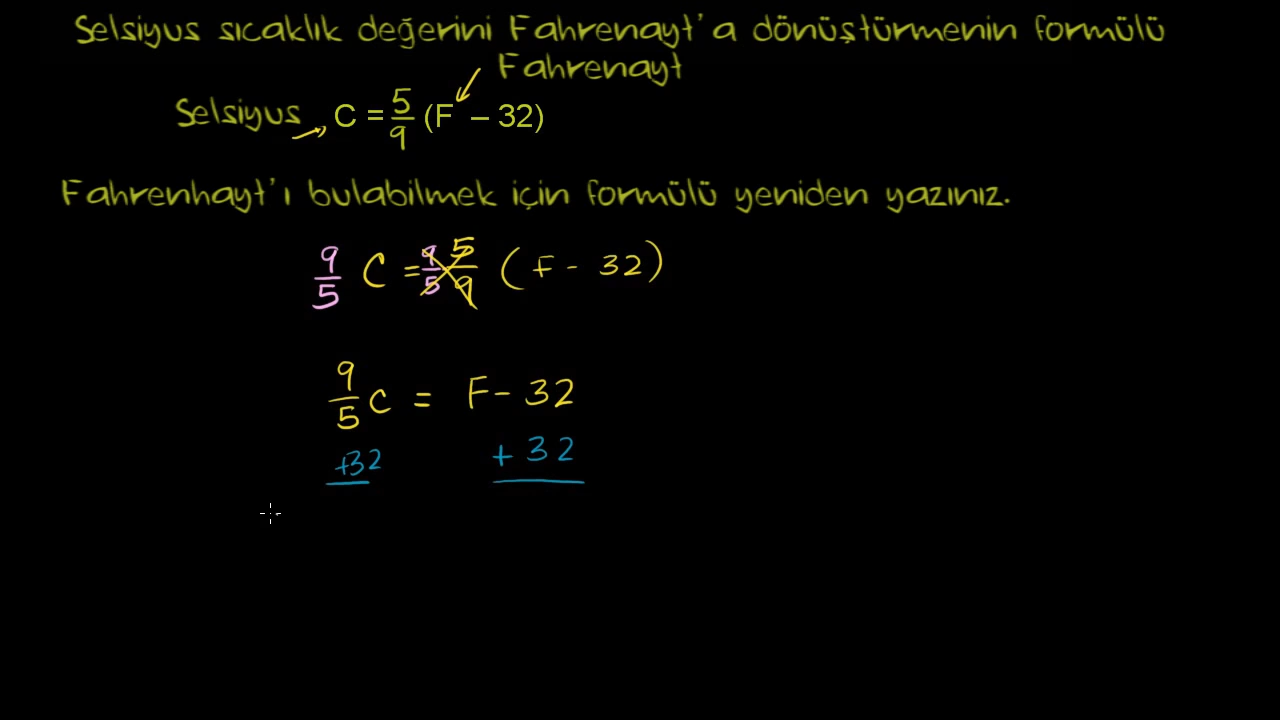 Selsiyus sıcaklık değerini Fahrenayt'a dönüştürmenin formülü
Fahrenayt
Selsiyus C = 5/9 (F – 32)
Fahrenhayt'ı bulabilmek için formülü yeniden yazınız.
9/5 C = 9/5 5/9 (F - 32)
9/5 C = F - 32
+32 + 32